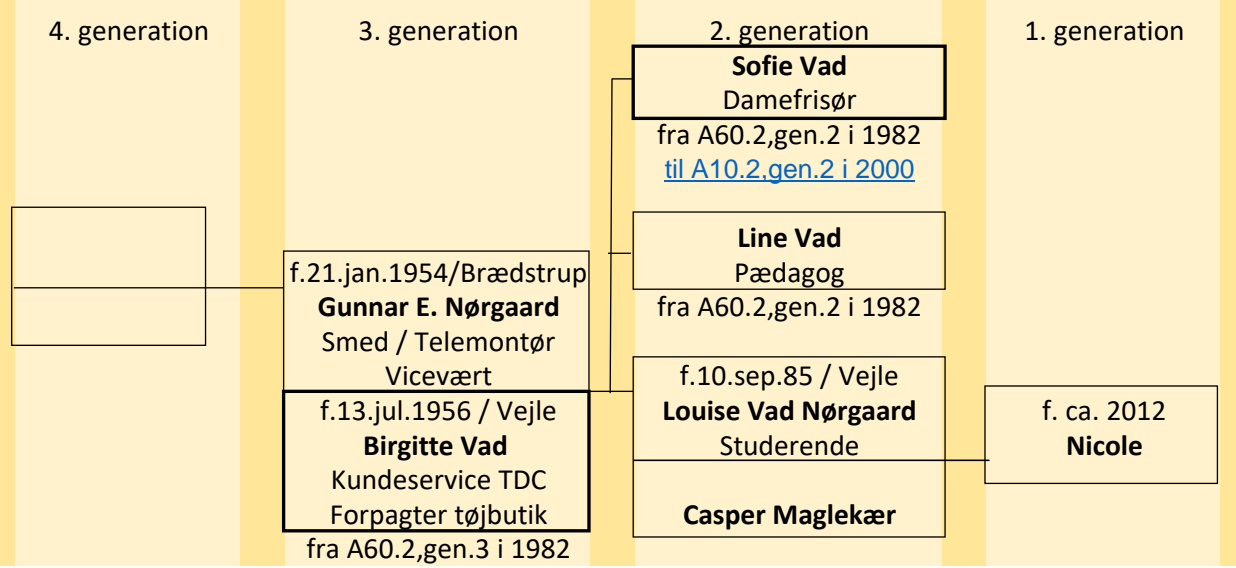 4. generation
3. generation
2. generation
1. generation
Sofie Vad
Damefrisør
fra A60.2,gen.2 i 1982
til A10.2,gen.2 i 2000
Line Vad
Pædagog
fra A60.2,gen.2 i 1982
f.21.jan.1954/Brædstrup
Gunnar E. Nørgaard
Smed / Telemontør
Vicevært
f.13.jul.1956 / Vejle
Birgitte Vad
Kundeservice TDC
Forpagter tøjbutik
fra A60.2,gen.3 i 1982
f.10.sep.85 / Vejle
Louise Vad Nørgaard
Studerende
Casper Maglekær
f. ca. 2012
Nicole